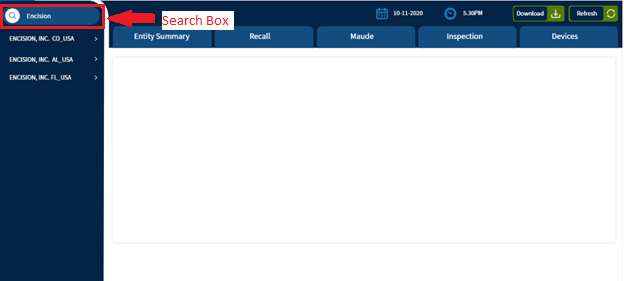 Encision
Search Box
10-11-2020
5.30PM
Download
Refresh
ENCISION, INC. CO_USA
ENCISION, INC. AL_USA
ENCISION, INC. FL_USA
Entity Summary
Recall
Maude
Inspection
Devices